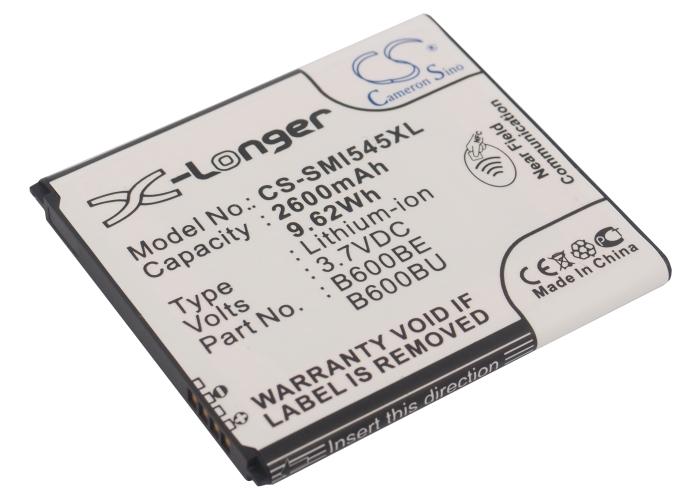 CS
Cameron Sino
X-Longer
Near Field
Communication
Model No.: CS-SMI545XL
Capacity : 2600mAh
9.62Wh
Type : Lithium-ion
Volts : 3.7VDC
Part No. : B600BE
B600BU
CE
Made in China
WARRANTY VOID IF
LABEL IS REMOVED
Insert this direction